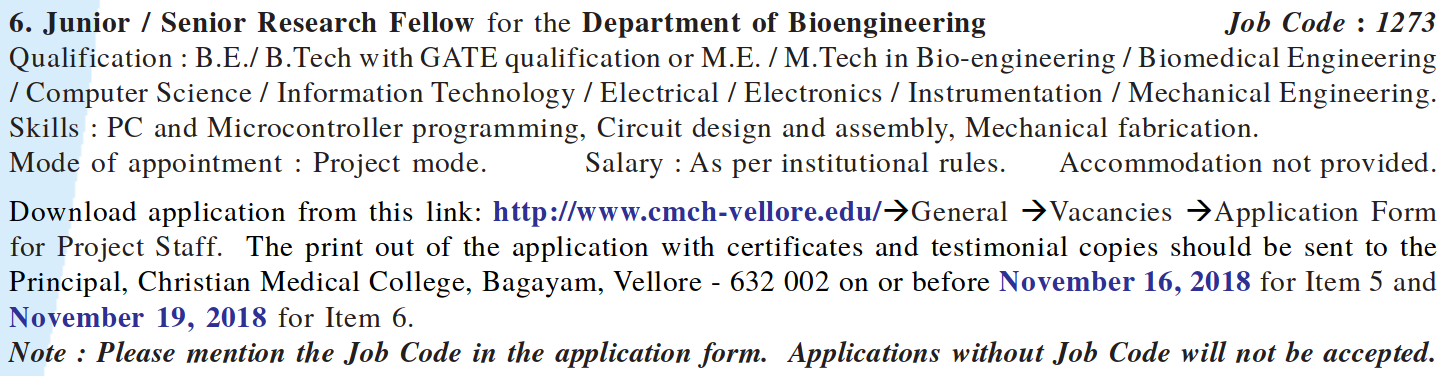 6. Junior / Senior Research Fellow for the Department of Bioengineering Job Code : 1273
Qualification : B.E./ B.Tech with GATE qualification or M.E. / M.Tech in Bio-engineering / Biomedical Engineering
/ Computer Science / Information Technology / Electrical / Electronics / Instrumentation / Mechanical Engineering.
Skills : PC and Microcontroller programming, Circuit design and assembly, Mechanical fabrication.
Mode of appointment : Project mode. Salary : As per institutional rules. Accommodation not provided.
Download application from this link: http://www.cmch-vellore.edu/→General →Vacancies →Application Form
for Project Staff. The print out of the application with certificates and testimonial copies should be sent to the
Principal, Christian Medical College, Bagayam, Vellore - 632 002 on or before November 16, 2018 for Item 5 and
November 19, 2018 for Item 6.
Note : Please mention the Job Code in the application form. Applications without Job Code will not be accepted.